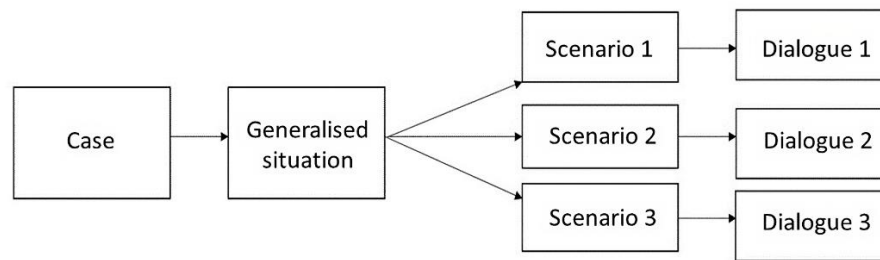 Case
Generalised
situation
Scenario 1
Dialogue 1
Scenario 2
Dialogue 2
Scenario 3
Dialogue 3